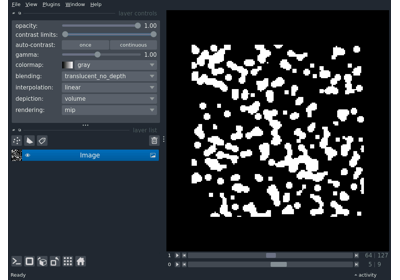 File View Plugins Window Help
layer controls
opacity: 1.00
contrast limits:
auto-contrast: once continuous
gamma: 1.00
colormap: gray
blending: translucent_no_depth
interpolation: linear
depiction: volume
rendering: mip
layer list
Image
1 64 127
0 5 9
Ready activity